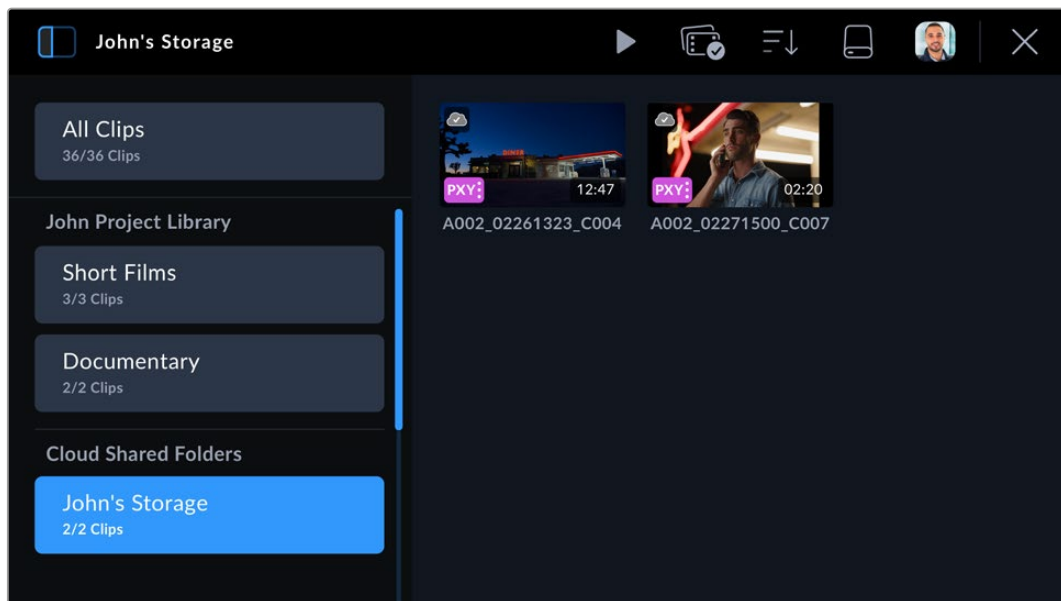 John's Storage
All Clips
36/36 Clips
John Project Library
Short Films
3/3 Clips
Documentary
2/2 Clips
Cloud Shared Folders
John's Storage
2/2 Clips
DINER
PXY
12:47
A002_02261323_C004
PXY
02:20
A002_02271500_C007